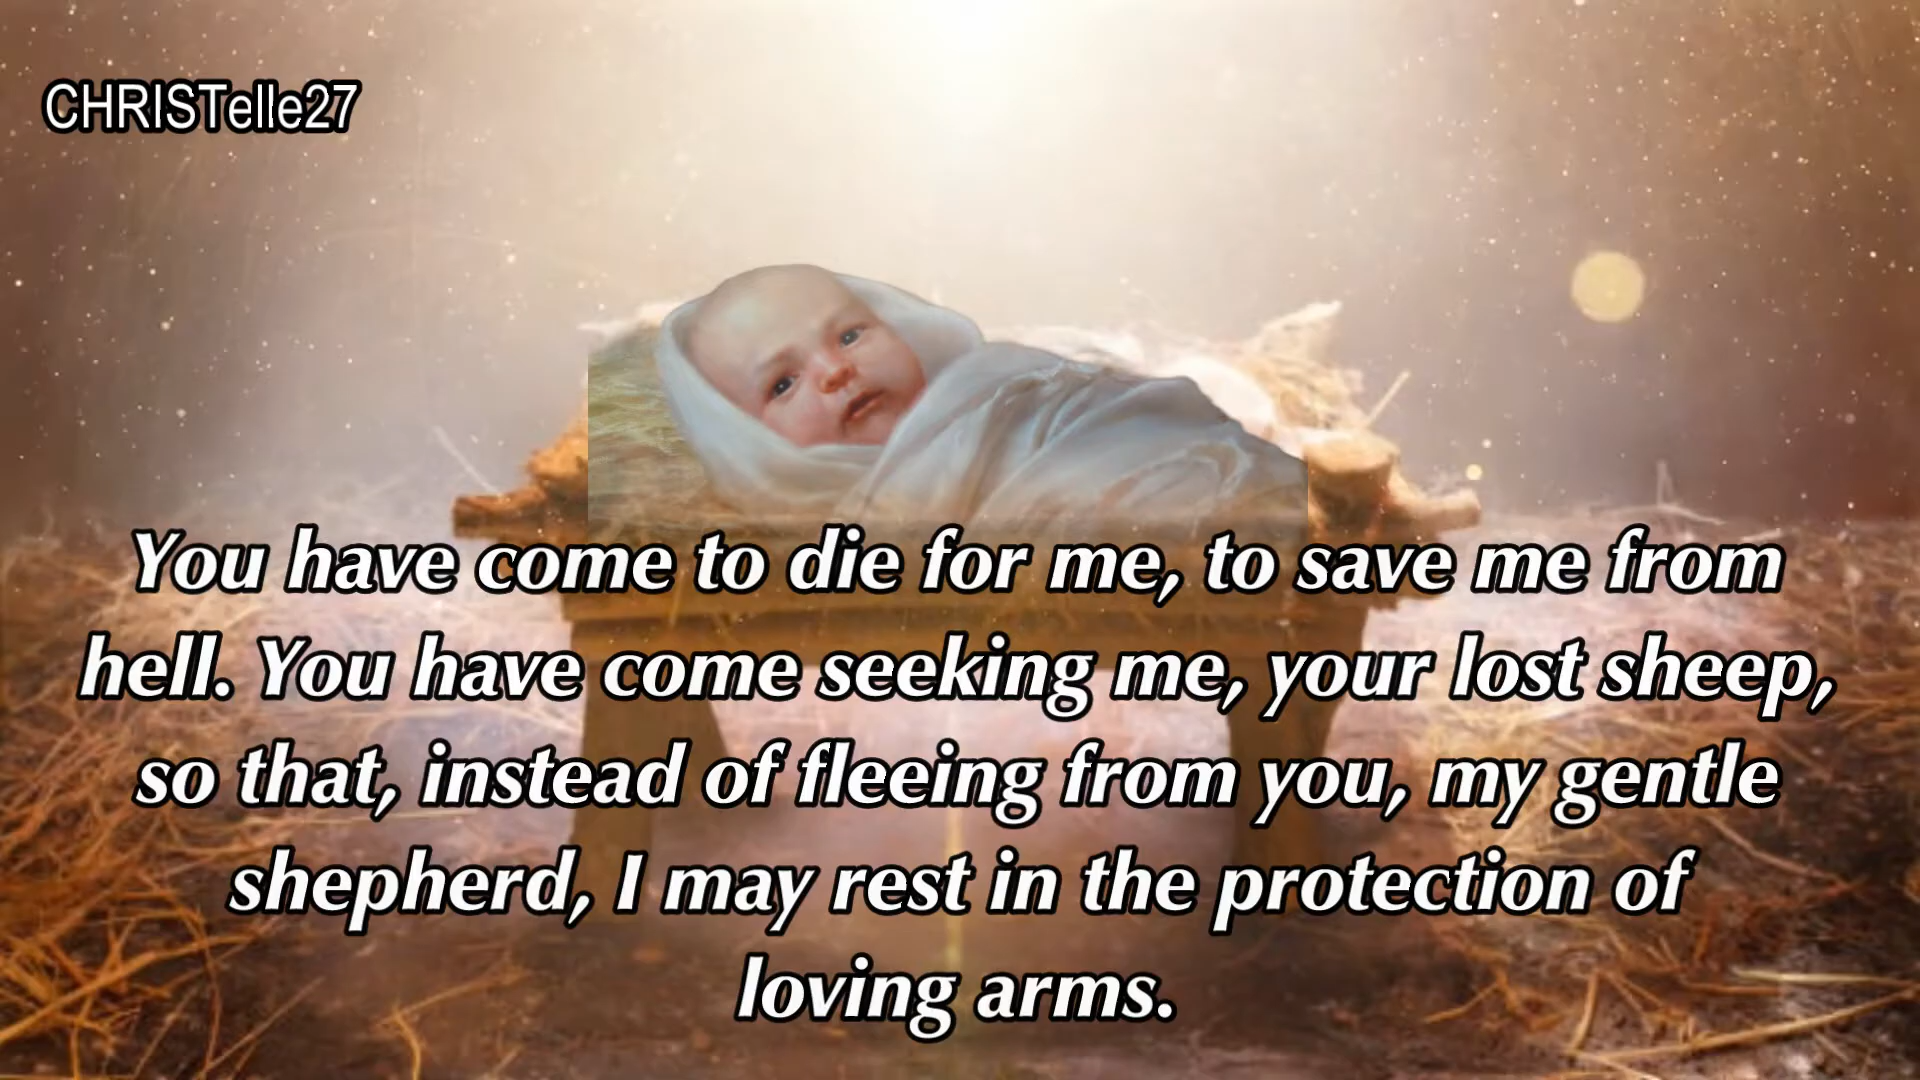 CHRISTelle27
You have come to die for me, to save me from
hell. You have come seeking me, your lost sheep,
so that, instead of fleeing from you, my gentle
shepherd, I may rest in the protection of
loving arms.